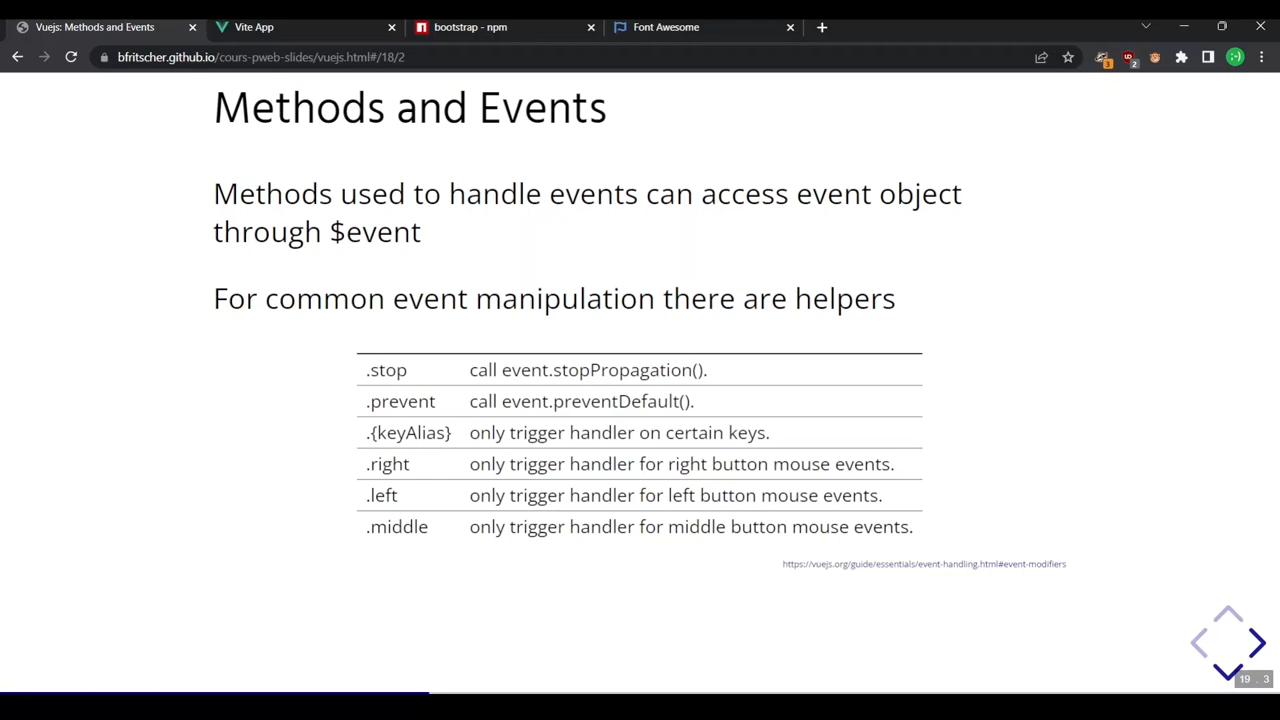 Vuejs: Methods and Events
Vite App
bootstrap - npm
Font Awesome
bfritscher.github.io/cours-pweb-slides/vuejs.html#/18/2
3
2
Methods and Events
Methods used to handle events can access event object
through $event
For common event manipulation there are helpers
.stop call event.stopPropagation().
.prevent call event.preventDefault().
.{keyAlias} only trigger handler on certain keys.
.right only trigger handler for right button mouse events.
.left only trigger handler for left button mouse events.
.middle only trigger handler for middle button mouse events.
https://vuejs.org/guide/essentials/event-handling.html#event-modifiers
19 . 3